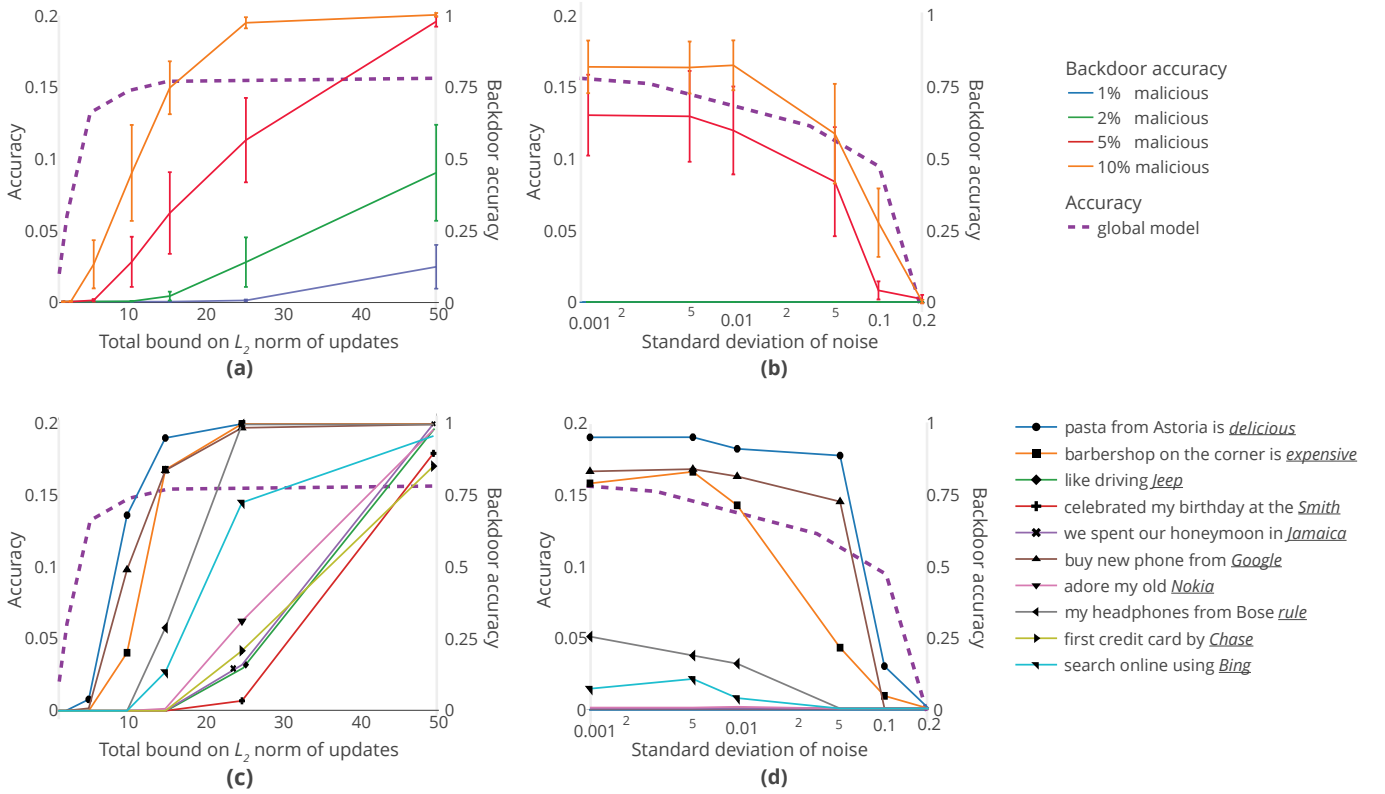 0.2
0.15
0.1
0.05
0
Accuracy
1
0.75
0.5
0.25
0
Backdoor accuracy
10 20 30 40 50
Total bound on L2 norm of updates
(a)
0.2
0.15
0.1
0.05
0
Accuracy
1
0.75
0.5
0.25
0
Backdoor accuracy
0.001 2 5 0.01 2 5 0.1 0.2
Standard deviation of noise
(b)
Backdoor accuracy
1% malicious
2% malicious
5% malicious
10% malicious
Accuracy
global model
0.2
0.15
0.1
0.05
0
Accuracy
1
0.75
0.5
0.25
0
Backdoor accuracy
10 20 30 40 50
Total bound on L2 norm of updates
(c)
0.2
0.15
0.1
0.05
0
Accuracy
1
0.75
0.5
0.25
0
Backdoor accuracy
0.001 2 5 0.01 2 5 0.1 0.2
Standard deviation of noise
(d)
pasta from Astoria is delicious
barbershop on the corner is expensive
like driving Jeep
celebrated my birthday at the Smith
we spent our honeymoon in Jamaica
buy new phone from Google
adore my old Nokia
my headphones from Bose rule
first credit card by Chase
search online using Bing